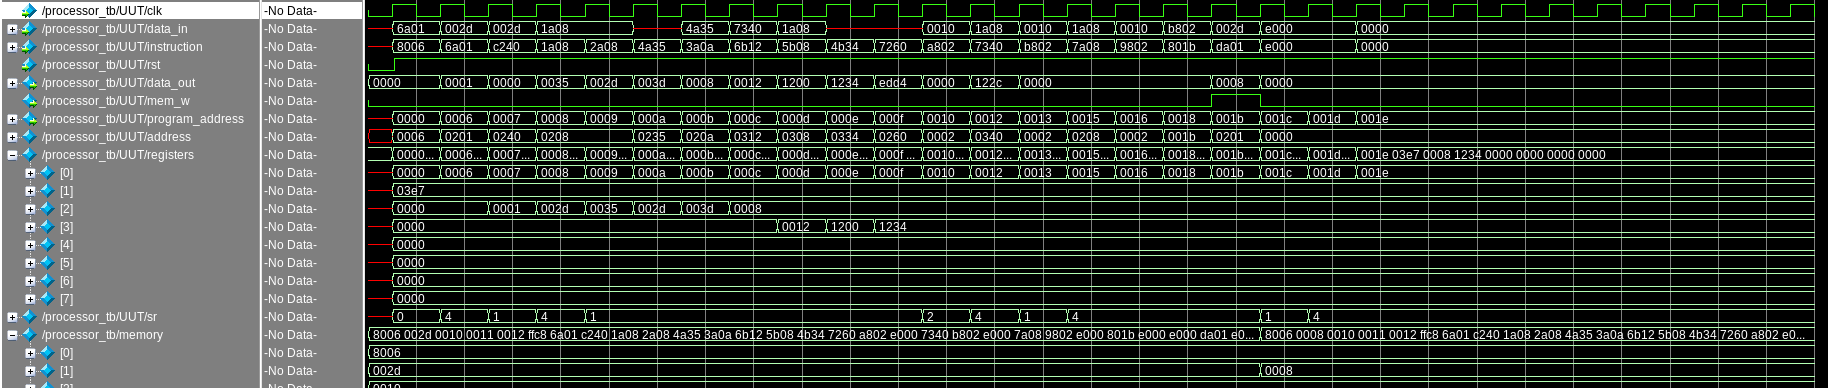 /processor_tb/UUT/clk -No Data-
/processor_tb/UUT/data_in -No Data- 6a01 002d 002d 1a08 4a35 7340 1a08 0010 1a08 0010 1a08 0010 b802 002d e000 0000
/processor_tb/UUT/instruction -No Data- 8006 6a01 c240 1a08 2a08 4a35 3a0a 6b12 5b08 4b34 7260 a802 7340 b802 7a08 9802 801b da01 e000 0000
/processor_tb/UUT/rst -No Data-
/processor_tb/UUT/data_out -No Data- 0000 0001 0000 0035 002d 003d 0008 0012 1200 1234 edd4 0000 122c 0000 0008 0000
/processor_tb/UUT/mem_w -No Data-
/processor_tb/UUT/program_address -No Data- 0000 0006 0007 0008 0009 000a 000b 000c 000d 000e 000f 0010 0012 0013 0015 0016 0018 001b 001c 001d 001e
/processor_tb/UUT/address -No Data- 0006 0201 0240 0208 0235 020a 0312 0308 0334 0260 0002 0340 0002 0208 0002 001b 0201 0000
/processor_tb/UUT/registers -No Data- 0000... 0006... 0007... 0008... 0009... 000a... 000b... 000c... 000d... 000e... 000f... 0010... 0012... 0013... 0015... 0016... 0018... 001b... 001c... 001d... 001e 03e7 0008 1234 0000 0000 0000 0000
[0] -No Data- 0000 0006 0007 0008 0009 000a 000b 000c 000d 000e 000f 0010 0012 0013 0015 0016 0018 001b 001c 001d 001e
[1] -No Data- 03e7
[2] -No Data- 0000 0001 002d 0035 002d 003d 0008
[3] -No Data- 0000 0012 1200 1234
[4] -No Data- 0000
[5] -No Data- 0000
[6] -No Data- 0000
[7] -No Data- 0000
/processor_tb/UUT/sr -No Data- 0 4 1 4 1 2 4 1 4 1 4
/processor_tb/memory -No Data- 8006 002d 0010 0011 0012 ffc8 6a01 c240 1a08 2a08 4a35 3a0a 6b12 5b08 4b34 7260 a802 e000 7340 b802 e000 7a08 9802 e000 801b e000 e000 da01 e0... 8006 0008 0010 0011 0012 ffc8 6a01 c240 1a08 2a08 4a35 3a0a 6b12 5b08 4b34 7260 a802 e0...
[0] -No Data- 8006
[1] -No Data- 002d 0008